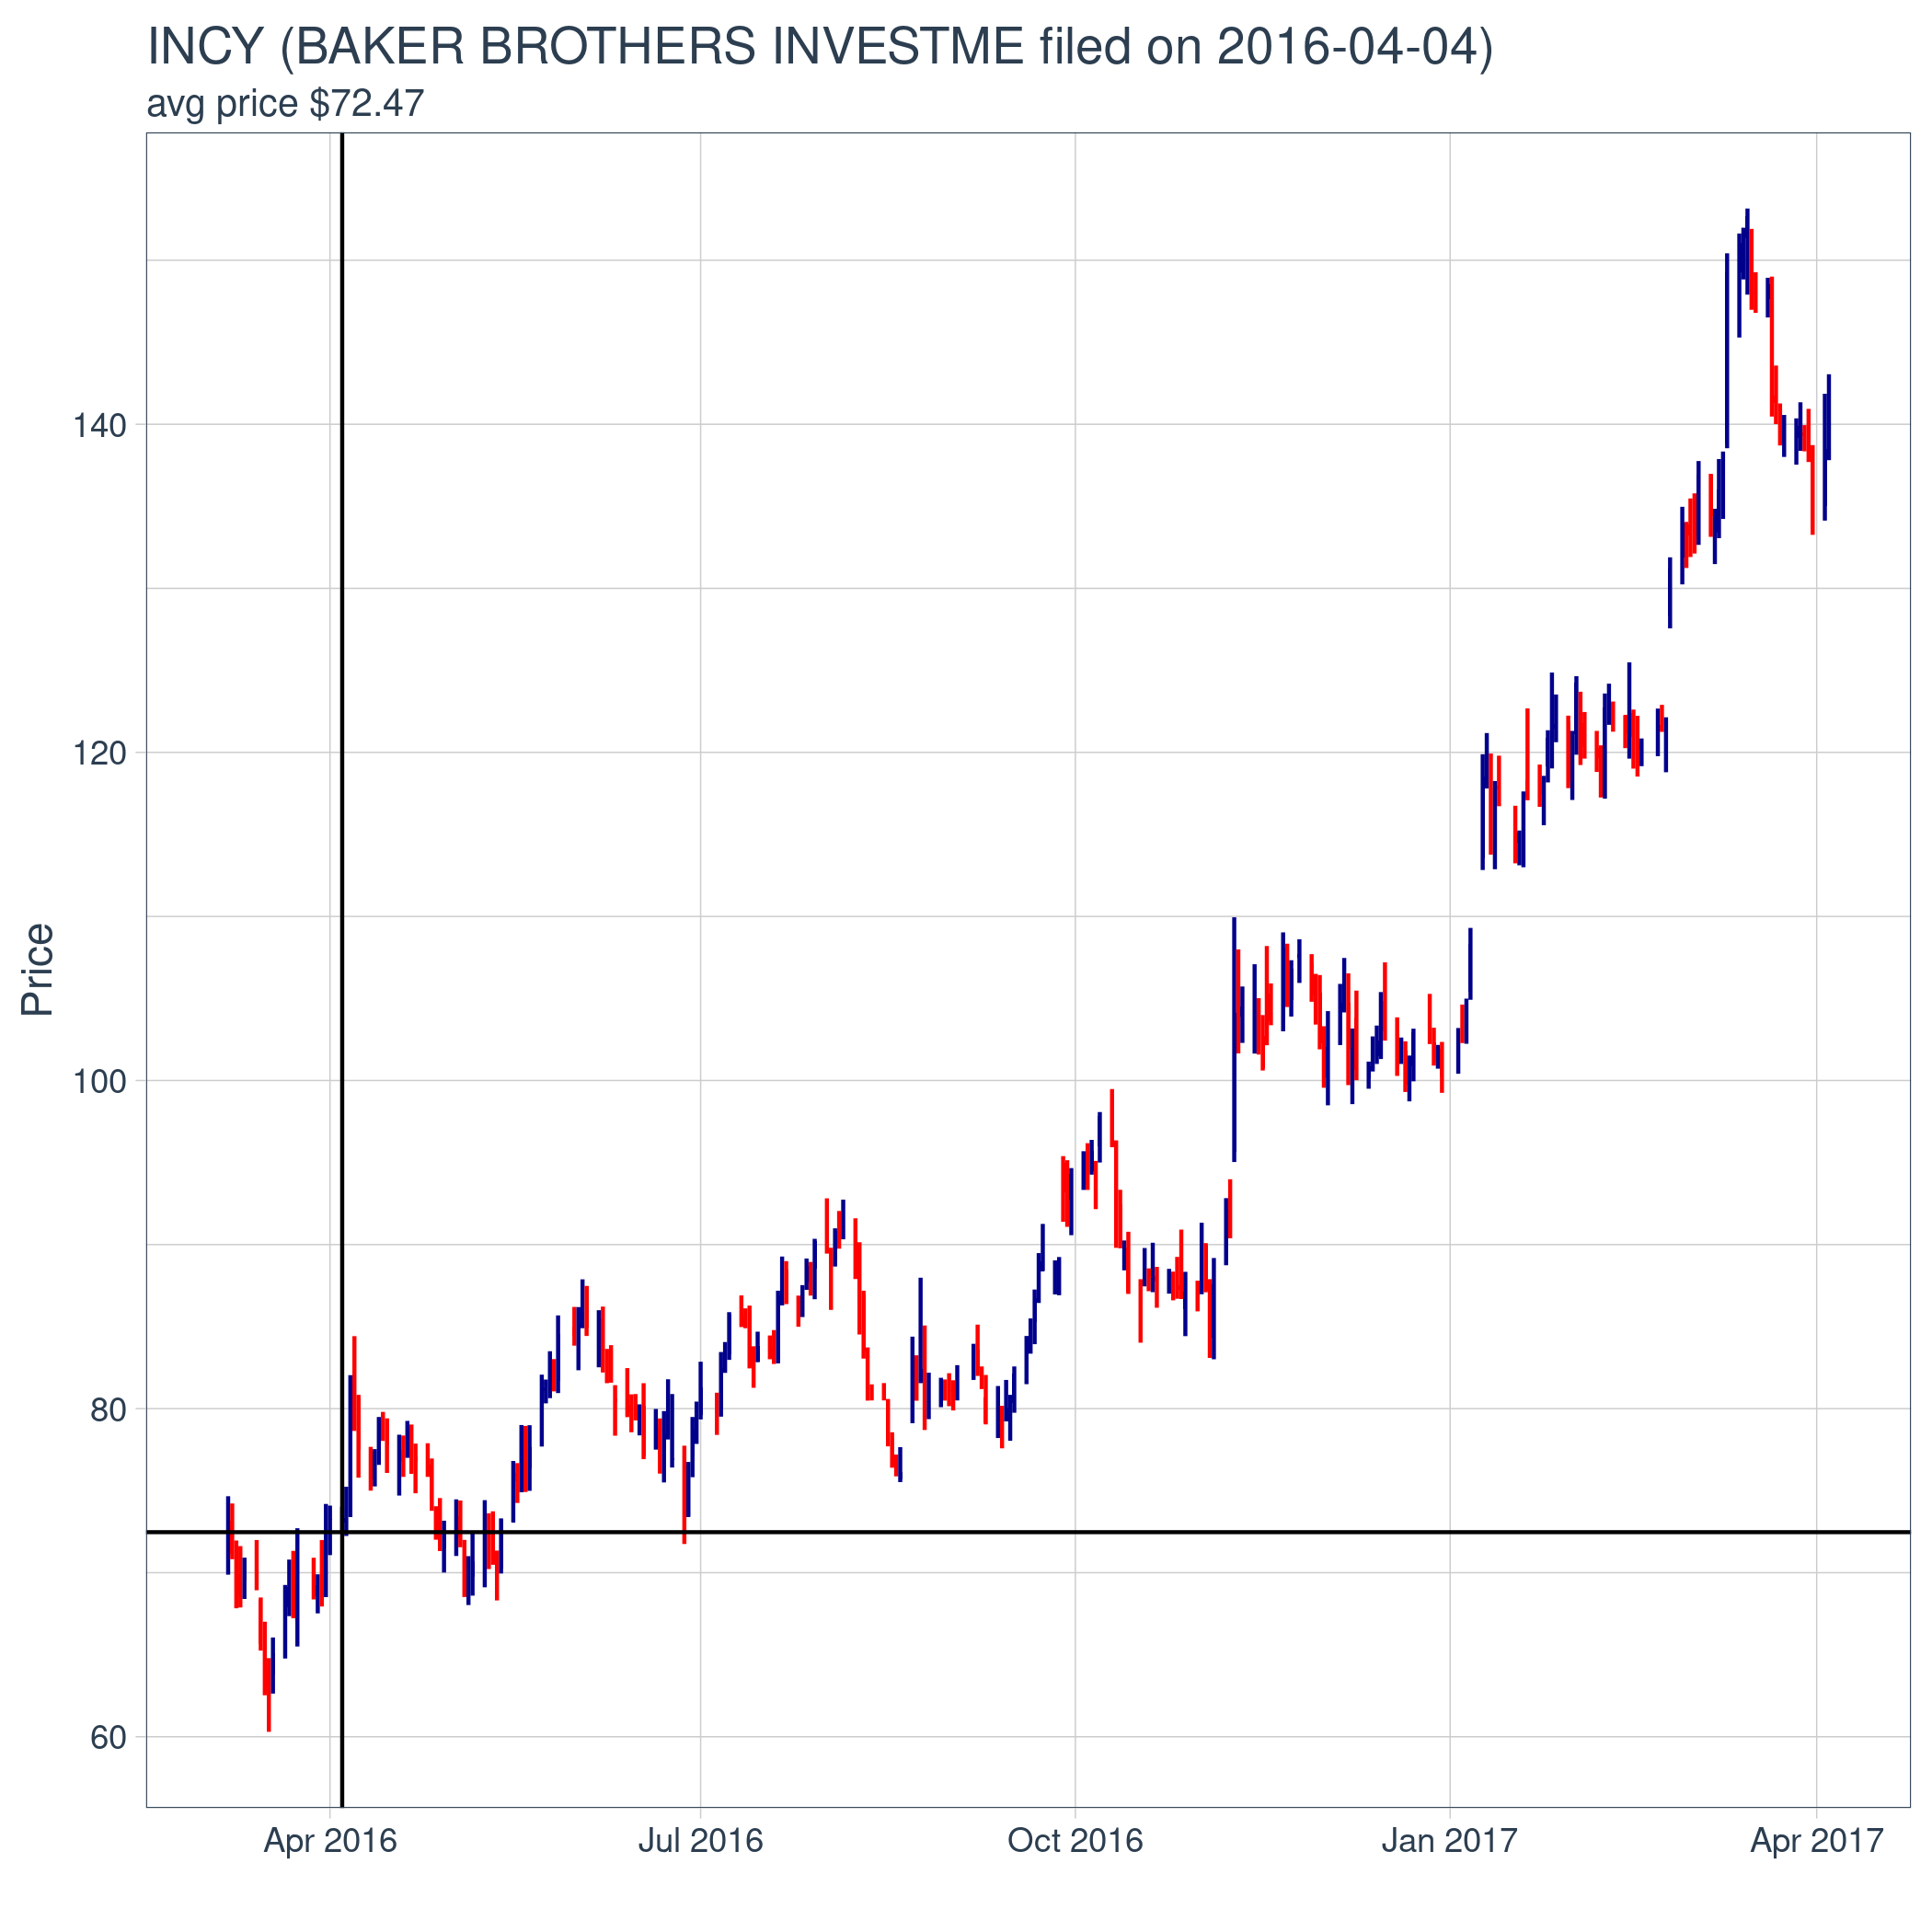 INCY (BAKER BROTHERS INVESTME filed on 2016-04-04)
avg price $72.47
Price
140
120
100
80
60
Apr 2016
Jul 2016
Oct 2016
Jan 2017
Apr 2017